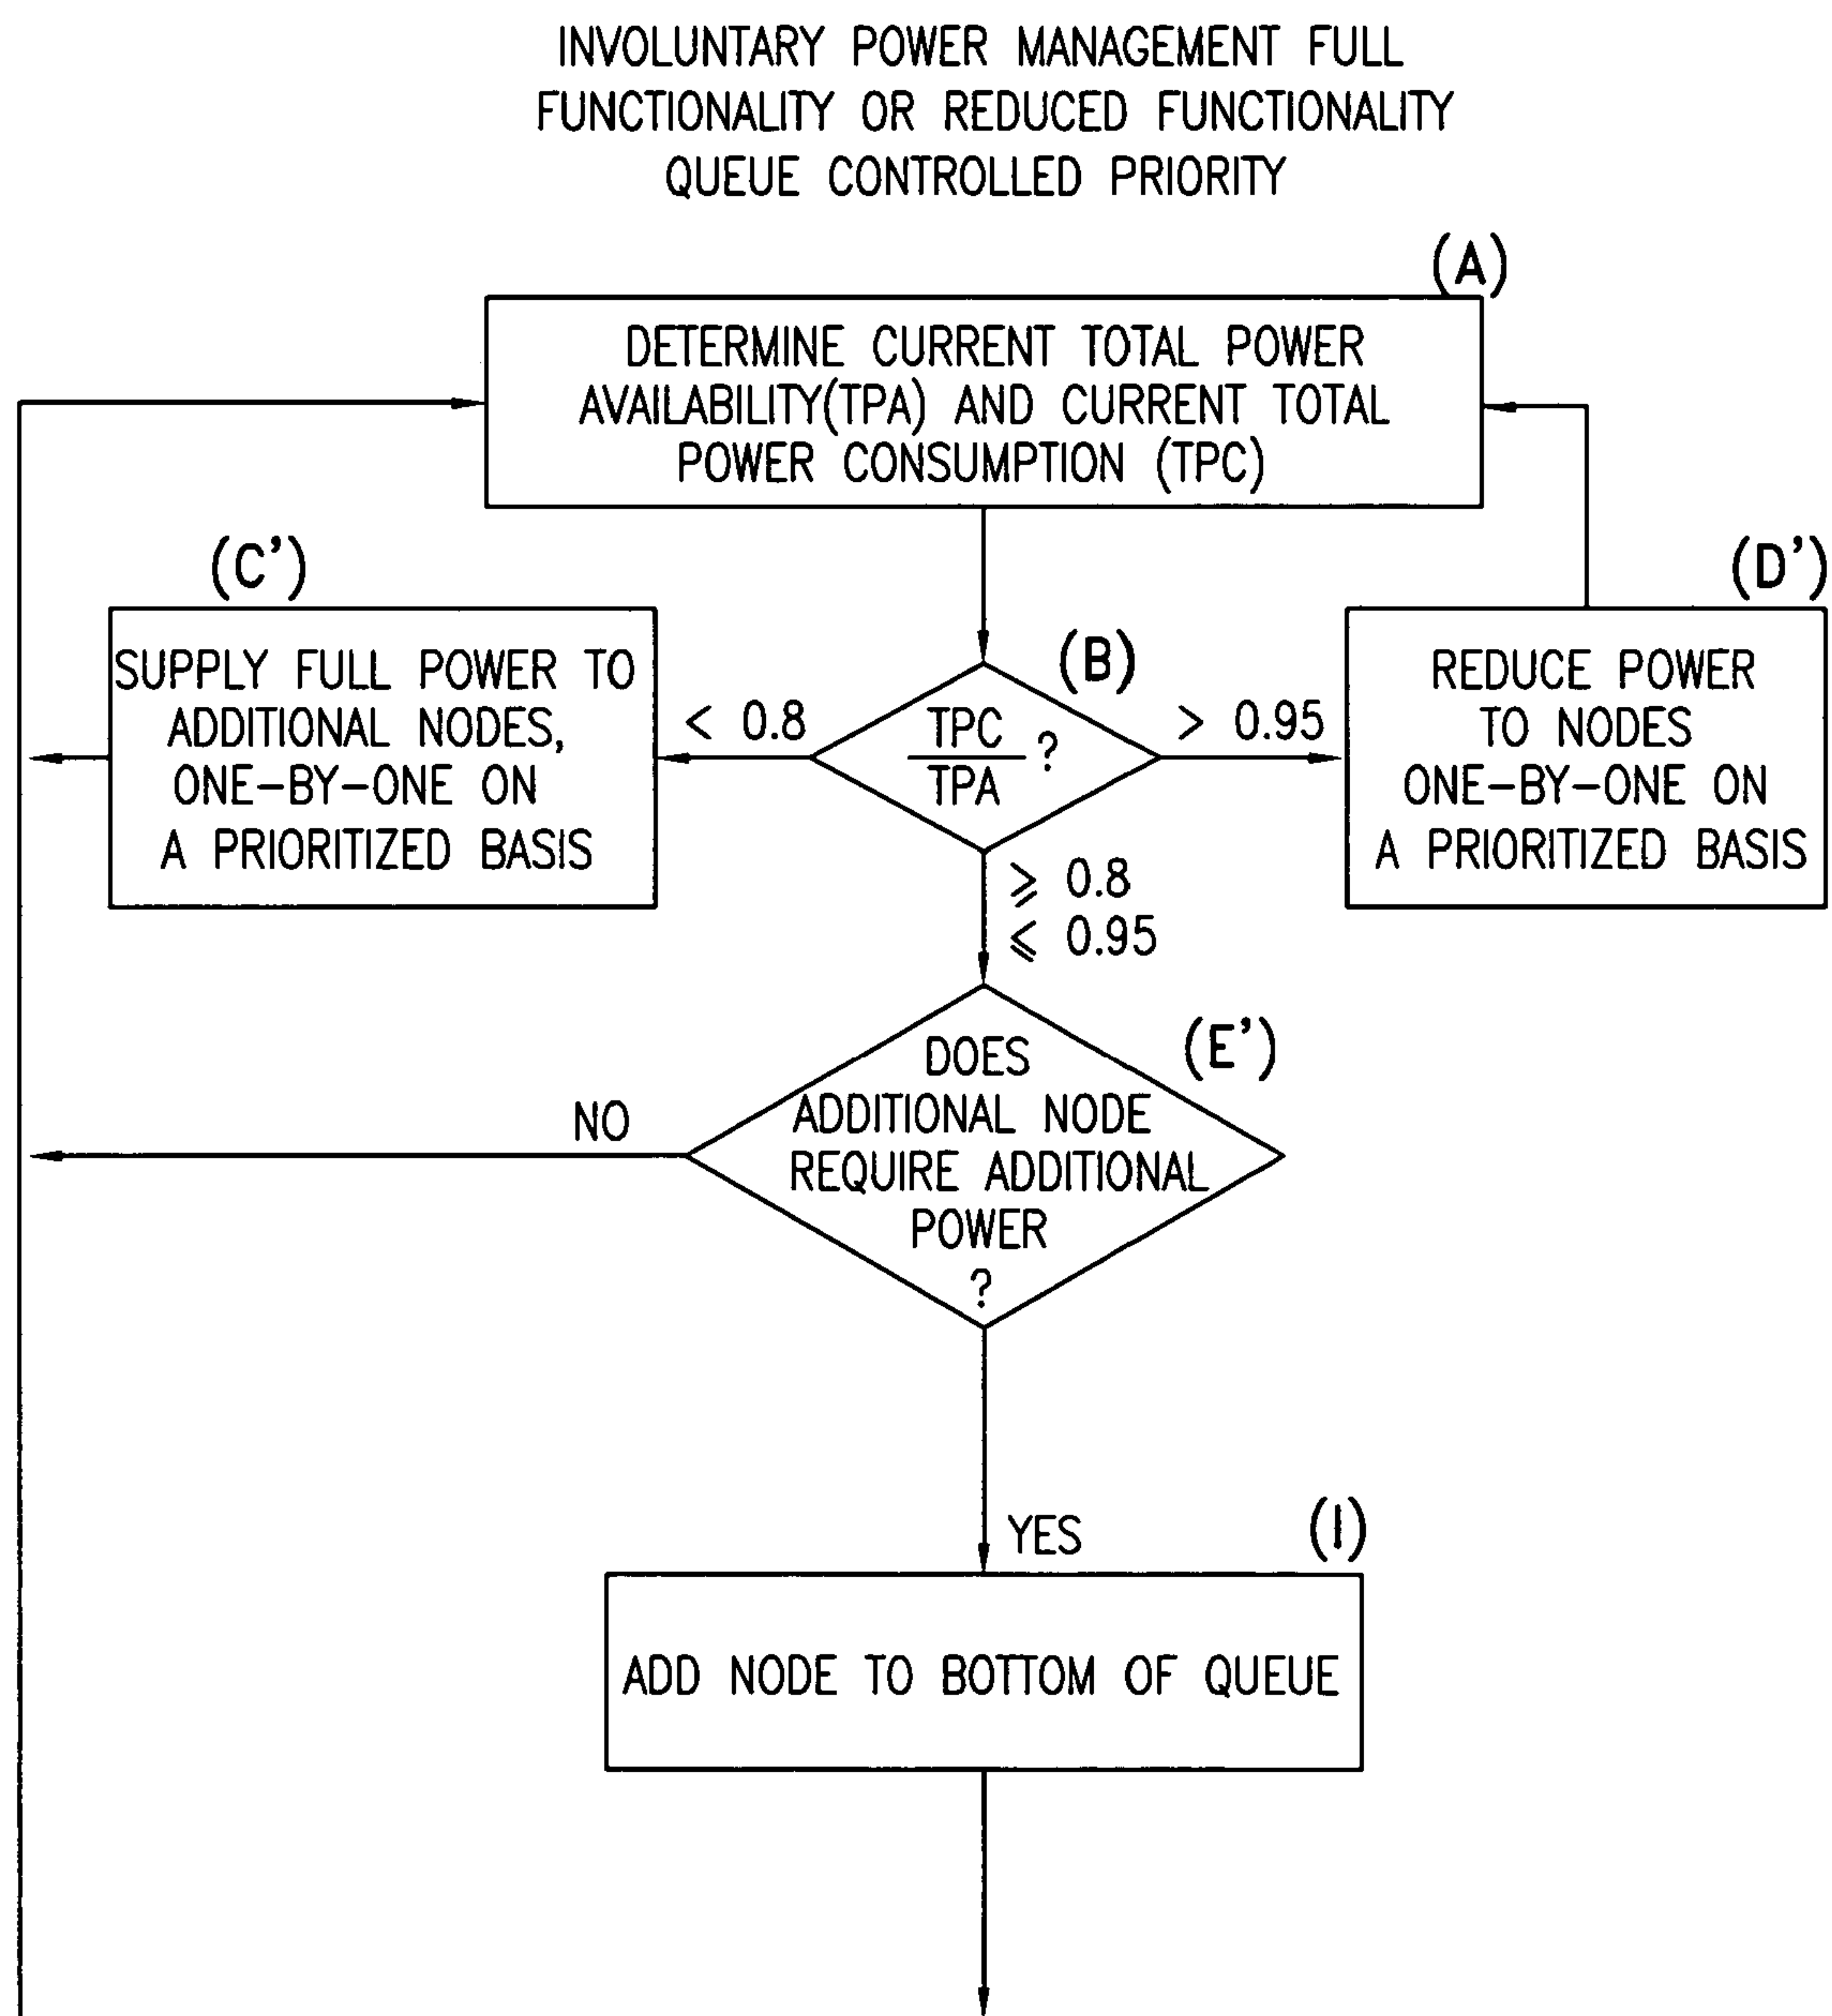 INVOLUNTARY POWER MANAGEMENT FULL
FUNCTIONALITY OR REDUCED FUNCTIONALITY
QUEUE CONTROLLED PRIORITY
(A)
DETERMINE CURRENT TOTAL POWER
AVAILABILITY(TPA) AND CURRENT TOTAL
POWER CONSUMPTION (TPC)
(C')
SUPPLY FULL POWER TO
ADDITIONAL NODES,
ONE-BY-ONE ON
A PRIORITIZED BASIS
< 0.8
(B)
TPC
TPA
?
> 0.95
(D')
REDUCE POWER
TO NODES
ONE-BY-ONE ON
A PRIORITIZED BASIS
⩾ 0.8
⩽ 0.95
(E')
DOES
ADDITIONAL NODE
REQUIRE ADDITIONAL
POWER
?
NO
YES
(I)
ADD NODE TO BOTTOM OF QUEUE